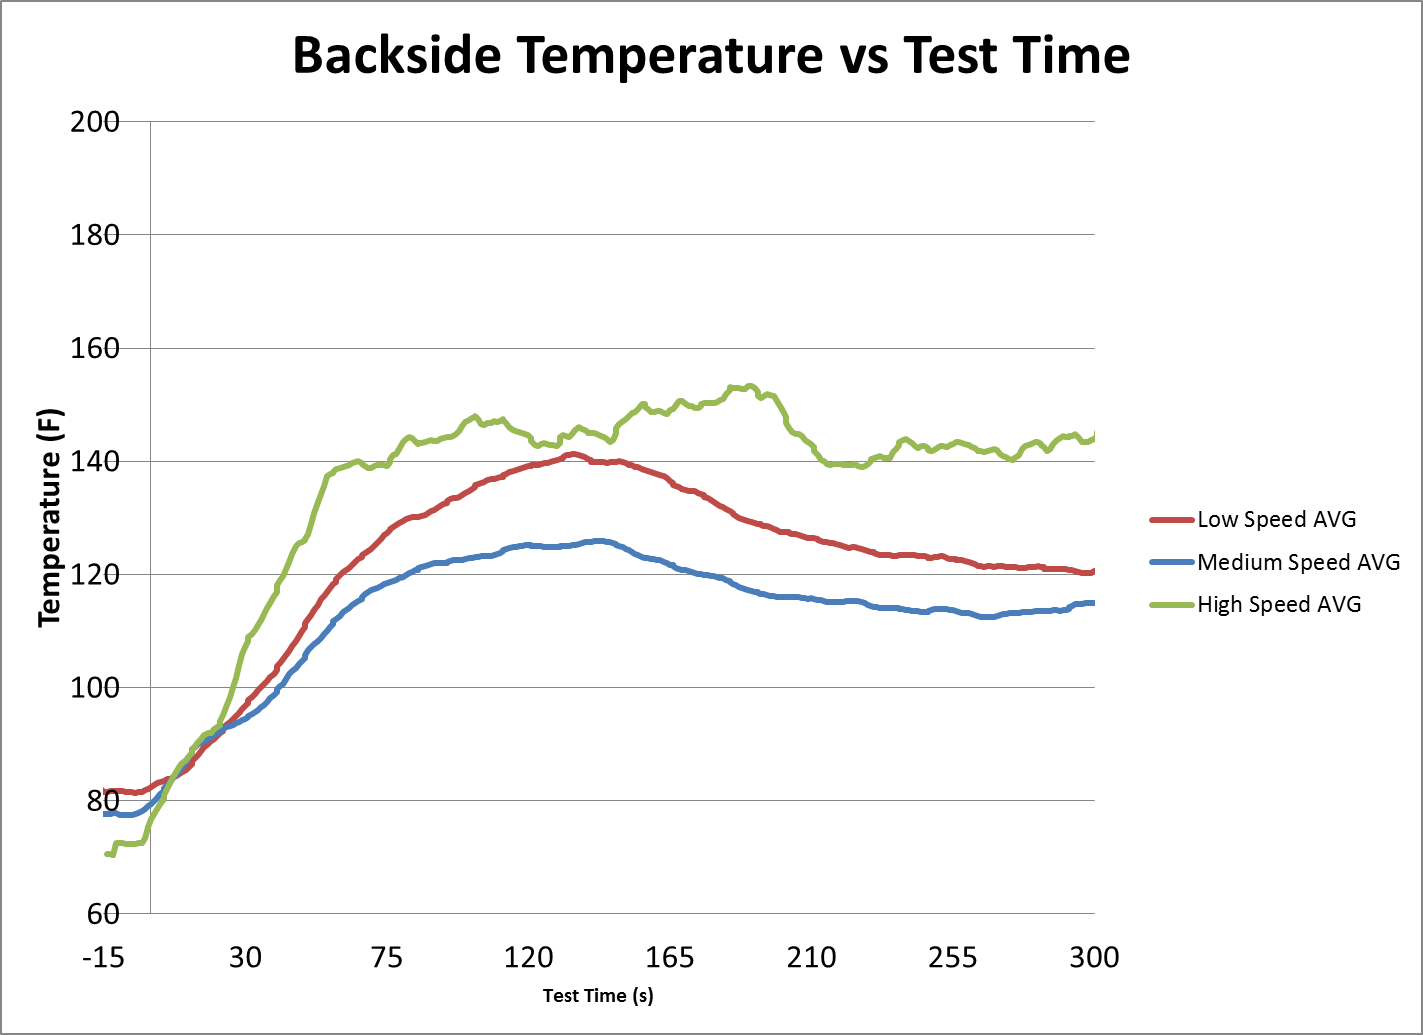 Backside Temperature vs Test Time
200
180
160
140
120
100
80
60
Temperature (F)
-15 30 75 120 165 210 255 300
Test Time (s)
Low Speed AVG
Medium Speed AVG
High Speed AVG